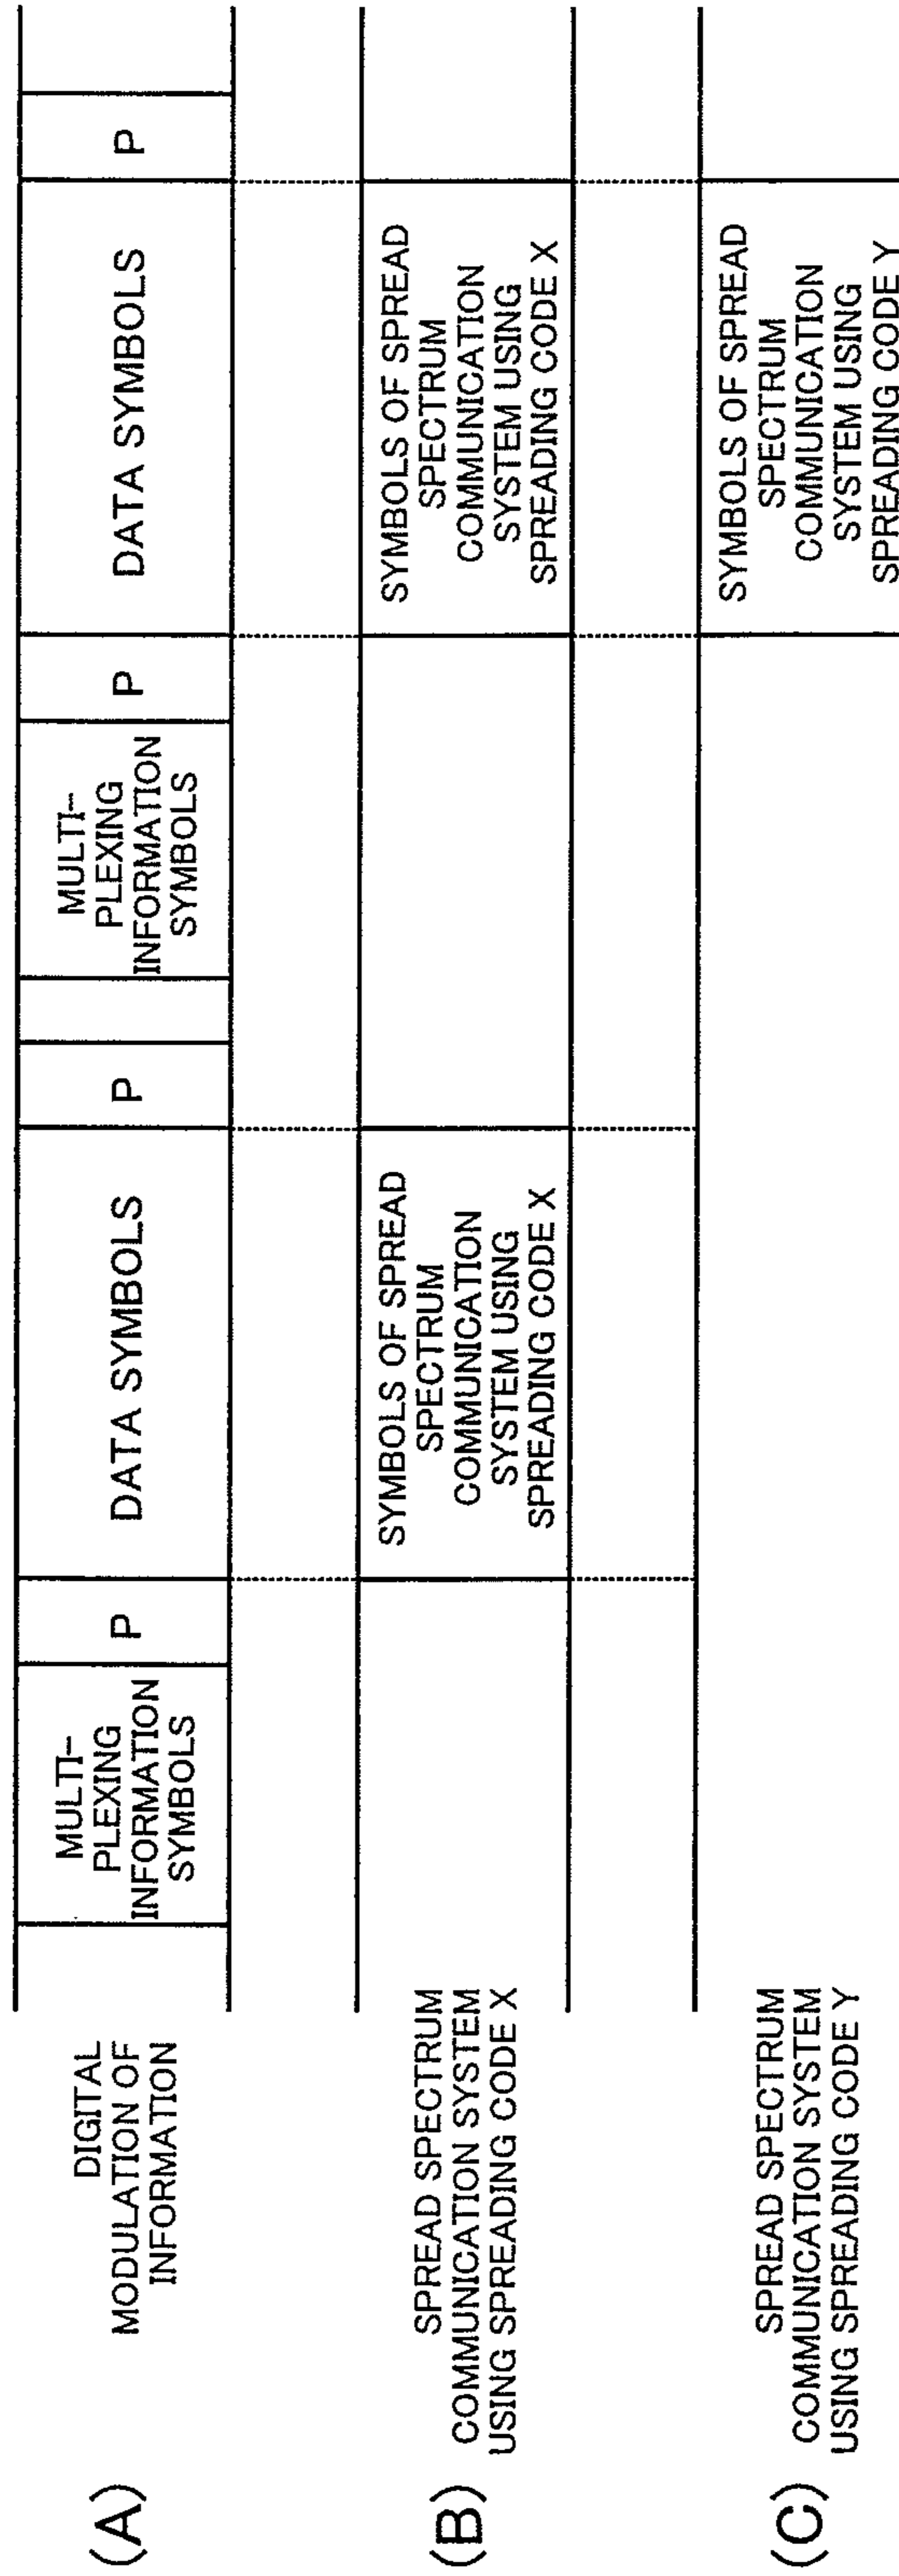 (A)
DIGITAL
MODULATION OF
INFORMATION
MULTI-
PLEXING
INFORMATION
SYMBOLS
P
DATA SYMBOLS
P
MULTI-
PLEXING
INFORMATION
SYMBOLS
P
DATA SYMBOLS
P
(B)
SPREAD SPECTRUM
COMMUNICATION SYSTEM
USING SPREADING CODE X
SYMBOLS OF SPREAD
SPECTRUM
COMMUNICATION
SYSTEM USING
SPREADING CODE X
SYMBOLS OF SPREAD
SPECTRUM
COMMUNICATION
SYSTEM USING
SPREADING CODE X
(C)
SPREAD SPECTRUM
COMMUNICATION SYSTEM
USING SPREADING CODE Y
SYMBOLS OF SPREAD
SPECTRUM
COMMUNICATION
SYSTEM USING
SPREADING CODE Y